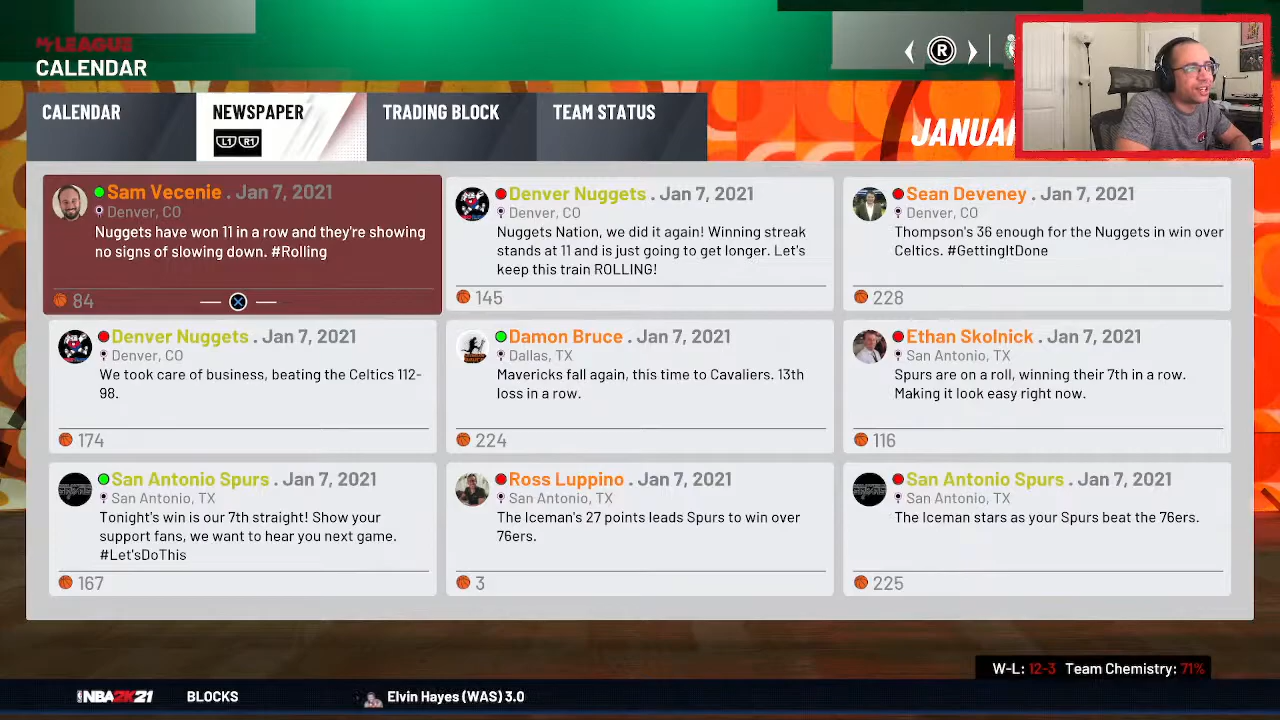 MyLEAGUE
CALENDAR
R
CALENDAR
NEWSPAPER
TRADING BLOCK
TEAM STATUS
L1 R1
JANUA
Sam Vecenie . Jan 7, 2021
Denver, CO
Nuggets have won 11 in a row and they're showing
no signs of slowing down. #Rolling
84
Denver Nuggets . Jan 7, 2021
Denver, CO
Nuggets Nation, we did it again! Winning streak
stands at 11 and is just going to get longer. Let's
keep this train ROLLING!
145
Sean Deveney . Jan 7, 2021
Denver, CO
Thompson's 36 enough for the Nuggets in win over
Celtics. #GettingItDone
228
Denver Nuggets . Jan 7, 2021
Denver, CO
We took care of business, beating the Celtics 112-
98.
174
Damon Bruce . Jan 7, 2021
Dallas, TX
Mavericks fall again, this time to Cavaliers. 13th
loss in a row.
224
Ethan Skolnick . Jan 7, 2021
San Antonio, TX
Spurs are on a roll, winning their 7th in a row.
Making it look easy right now.
116
San Antonio Spurs . Jan 7, 2021
San Antonio, TX
Tonight's win is our 7th straight! Show your
support fans, we want to hear you next game.
#Let'sDoThis
167
Ross Luppino . Jan 7, 2021
San Antonio, TX
The Iceman's 27 points leads Spurs to win over
76ers.
3
San Antonio Spurs . Jan 7, 2021
San Antonio, TX
The Iceman stars as your Spurs beat the 76ers.
225
W-L: 12-3 Team Chemistry: 71%
NBA2K21
BLOCKS
Elvin Hayes (WAS) 3.0